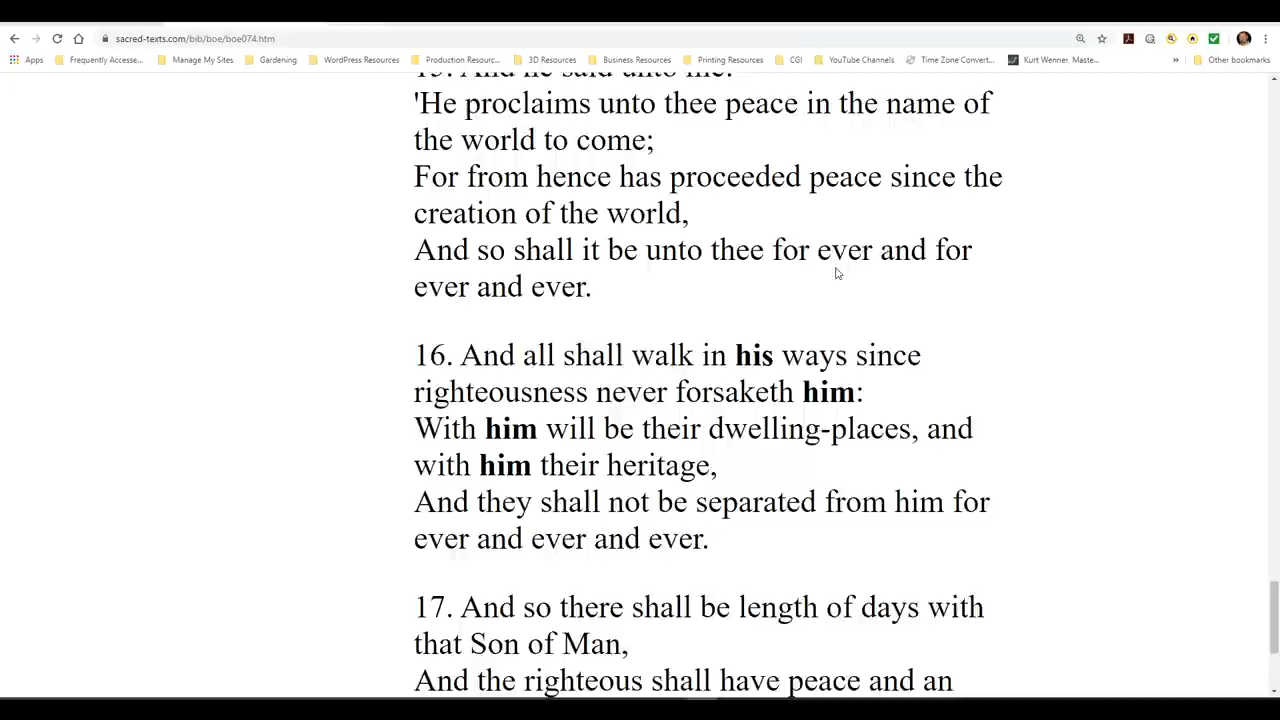 sacred-texts.com/bib/boe/boe074.htm
Apps Frequently Accesse... Manage My Sites Gardening WordPress Resources Production Resourc... 3D Resources Business Resources Printing Resources CGI YouTube Channels Time Zone Convert... Kurt Wenner, Maste... » Other bookmarks
15. And he said unto me:
'He proclaims unto thee peace in the name of
the world to come;
For from hence has proceeded peace since the
creation of the world,
And so shall it be unto thee for ever and for
ever and ever.
16. And all shall walk in his ways since
righteousness never forsaketh him:
With him will be their dwelling-places, and
with him their heritage,
And they shall not be separated from him for
ever and ever and ever.
17. And so there shall be length of days with
that Son of Man,
And the righteous shall have peace and an